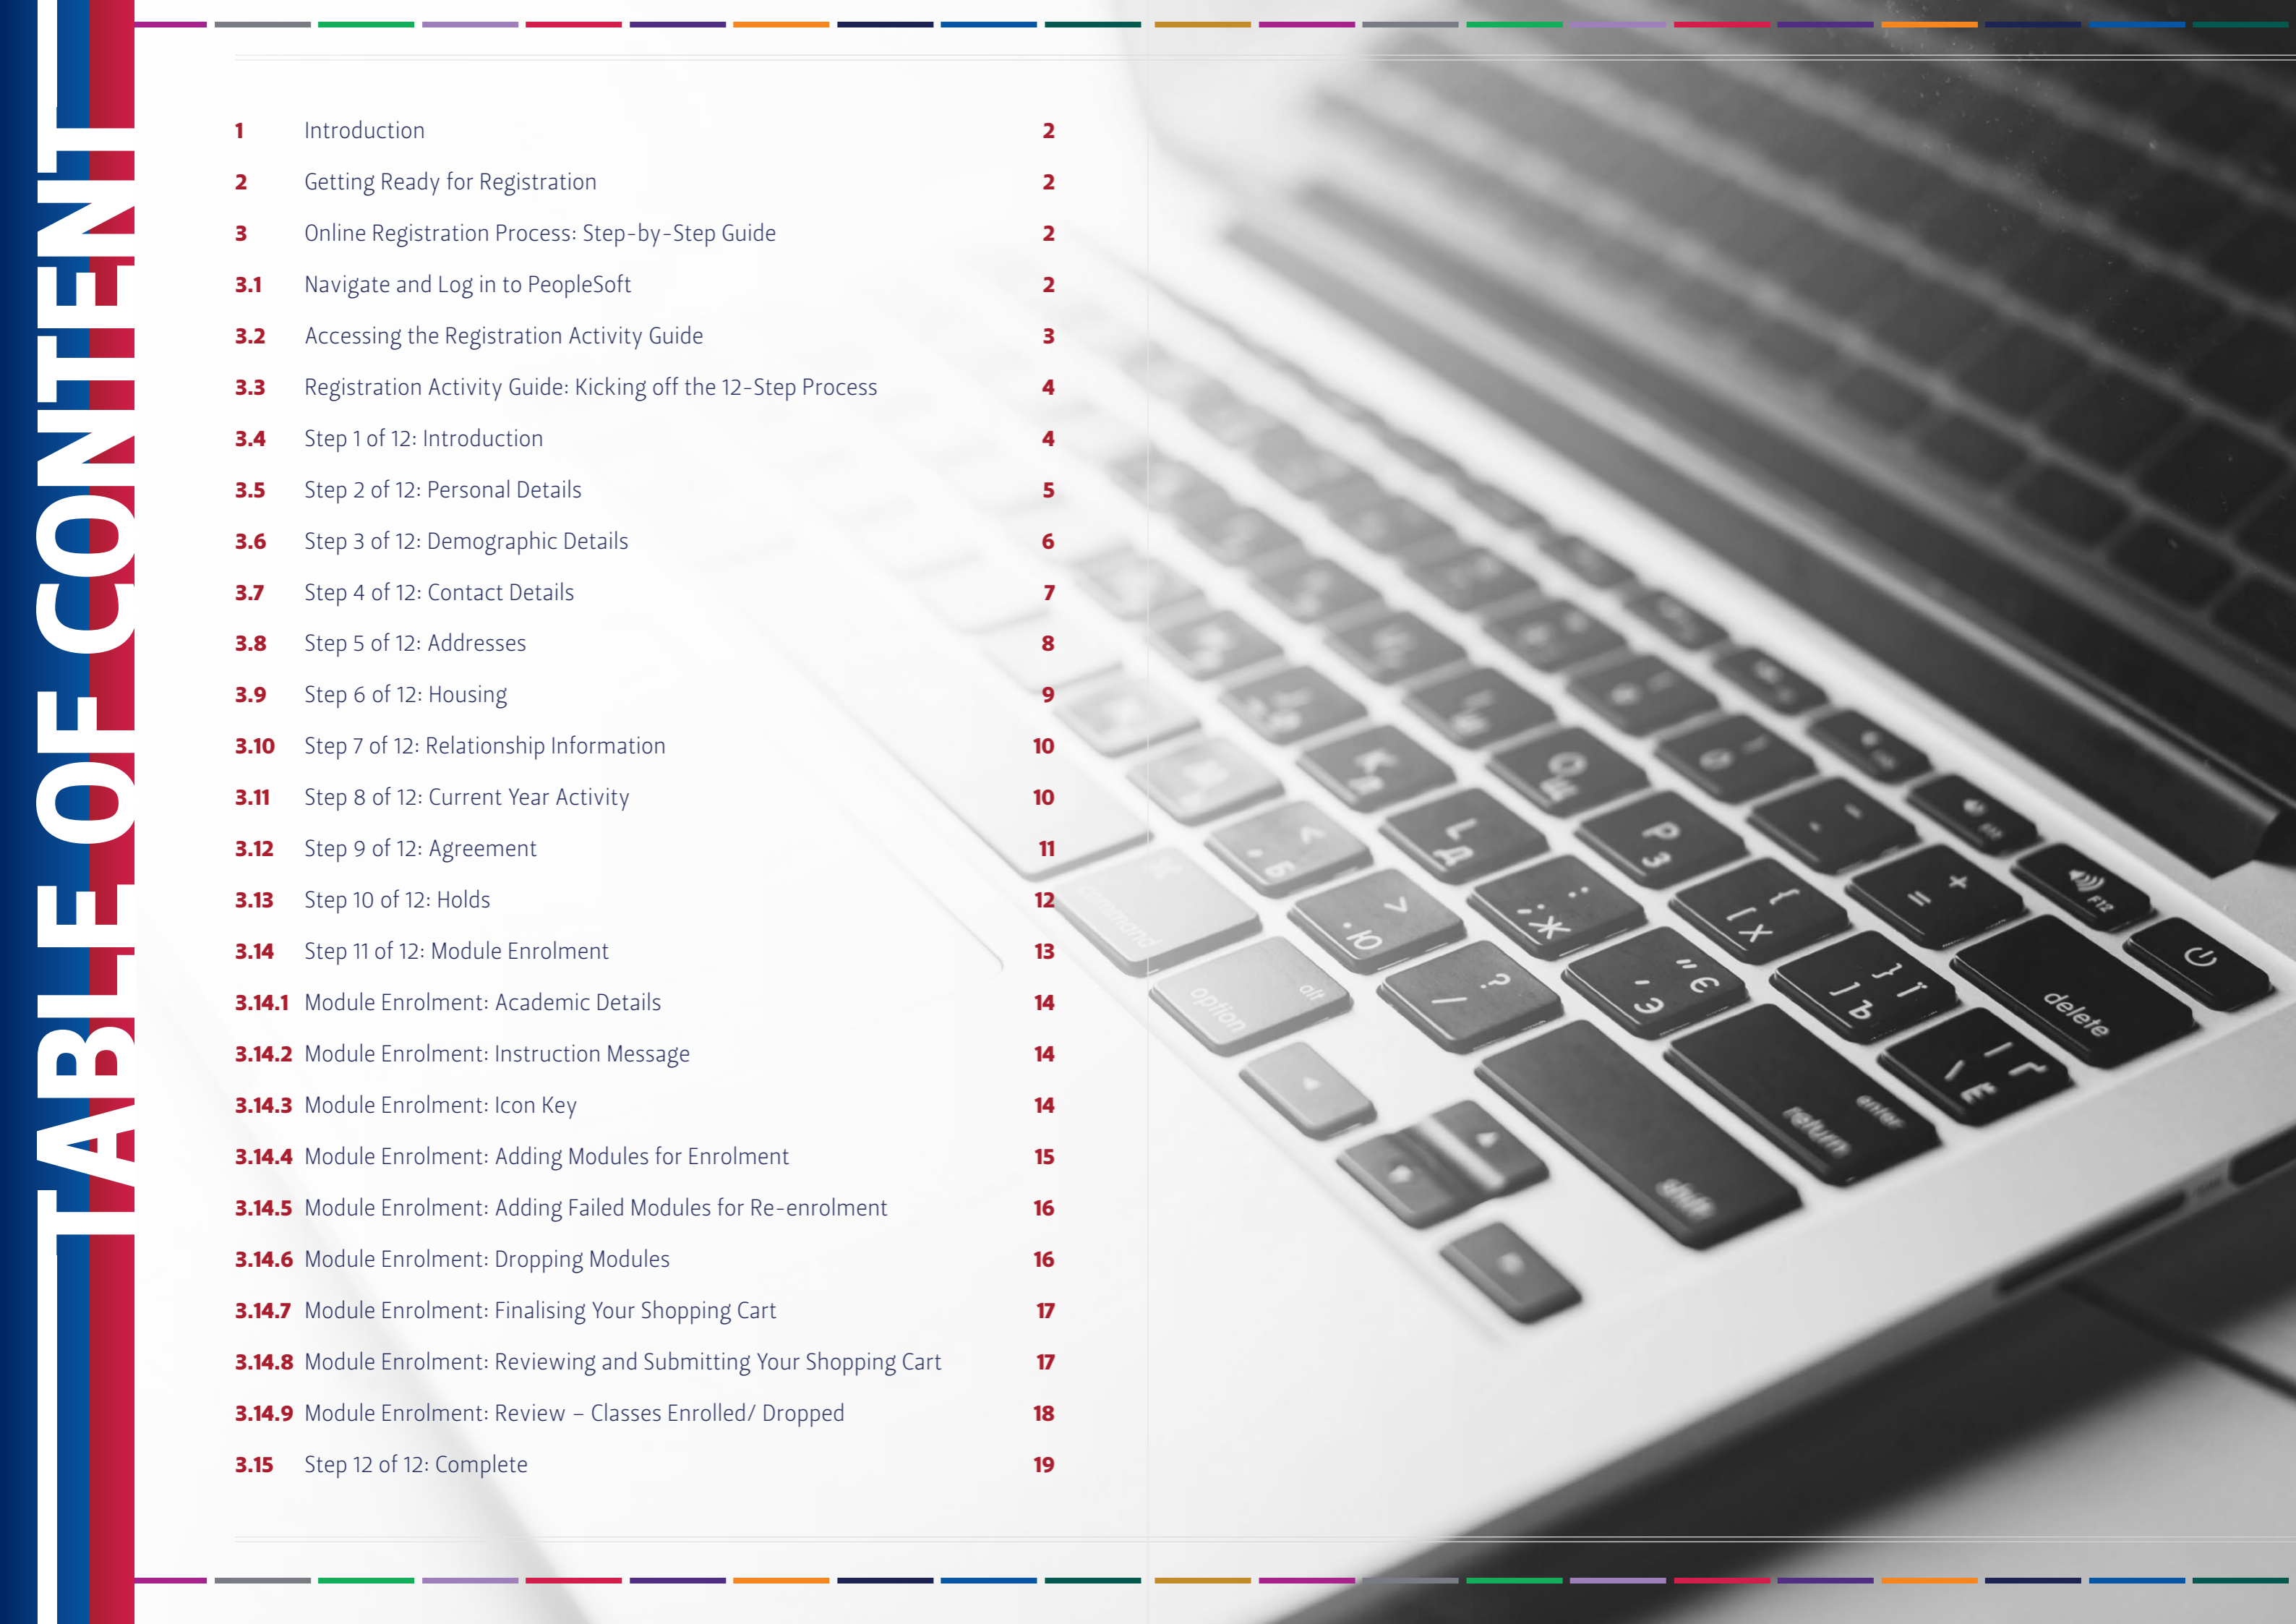 TABLE OF CONTENT
1 Introduction 2
2 Getting Ready for Registration 2
3 Online Registration Process: Step-by-Step Guide 2
3.1 Navigate and Log in to PeopleSoft 2
3.2 Accessing the Registration Activity Guide 3
3.3 Registration Activity Guide: Kicking off the 12-Step Process 4
3.4 Step 1 of 12: Introduction 4
3.5 Step 2 of 12: Personal Details 5
3.6 Step 3 of 12: Demographic Details 6
3.7 Step 4 of 12: Contact Details 7
3.8 Step 5 of 12: Addresses 8
3.9 Step 6 of 12: Housing 9
3.10 Step 7 of 12: Relationship Information 10
3.11 Step 8 of 12: Current Year Activity 10
3.12 Step 9 of 12: Agreement 11
3.13 Step 10 of 12: Holds 12
3.14 Step 11 of 12: Module Enrolment 13
3.14.1 Module Enrolment: Academic Details 14
3.14.2 Module Enrolment: Instruction Message 14
3.14.3 Module Enrolment: Icon Key 14
3.14.4 Module Enrolment: Adding Modules for Enrolment 15
3.14.5 Module Enrolment: Adding Failed Modules for Re-enrolment 16
3.14.6 Module Enrolment: Dropping Modules 16
3.14.7 Module Enrolment: Finalising Your Shopping Cart 17
3.14.8 Module Enrolment: Reviewing and Submitting Your Shopping Cart 17
3.14.9 Module Enrolment: Review – Classes Enrolled/ Dropped 18
3.15 Step 12 of 12: Complete 19
command
option alt
shift
return enter
delete
F12